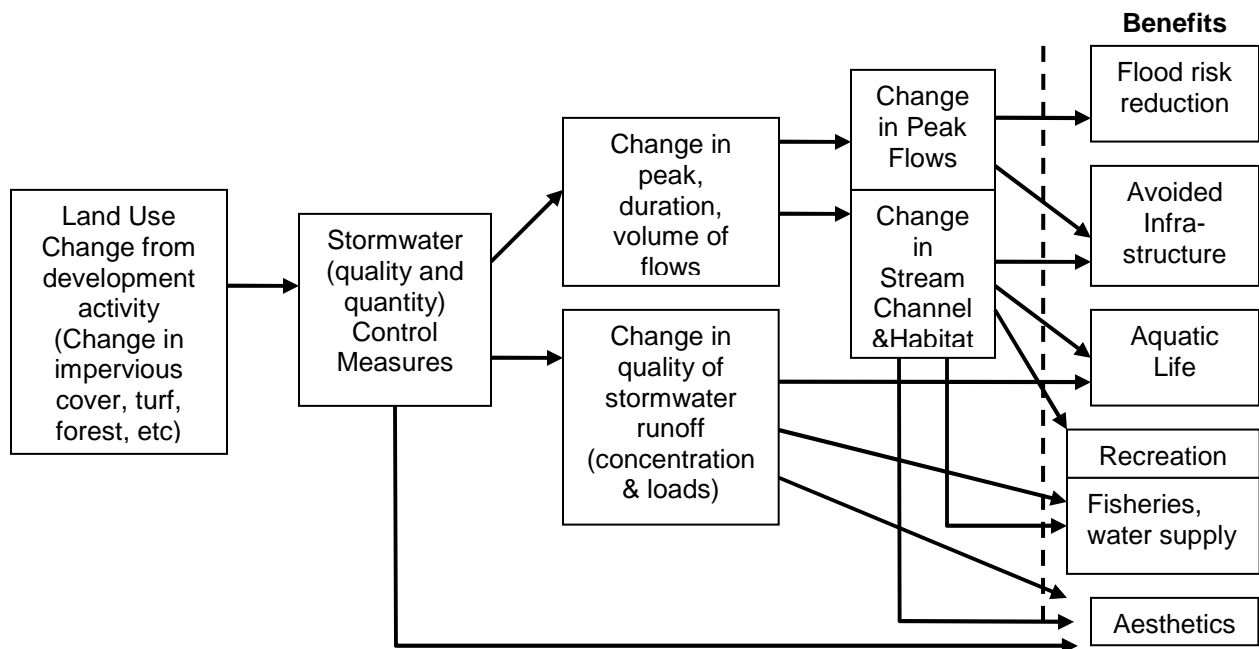 Benefits
Land Use
Change from
development
activity
(Change in
impervious
cover, turf,
forest, etc)
Stormwater
(quality and
quantity)
Control
Measures
Change in
peak,
duration,
volume of
flows
Change in
quality of
stormwater
runoff
(concentration
& loads)
Change
in Peak
Flows
Change
in
Stream
Channel
&Habitat
Flood risk
reduction
Avoided
Infra-
structure
Aquatic
Life
Recreation
Fisheries,
water supply
Aesthetics